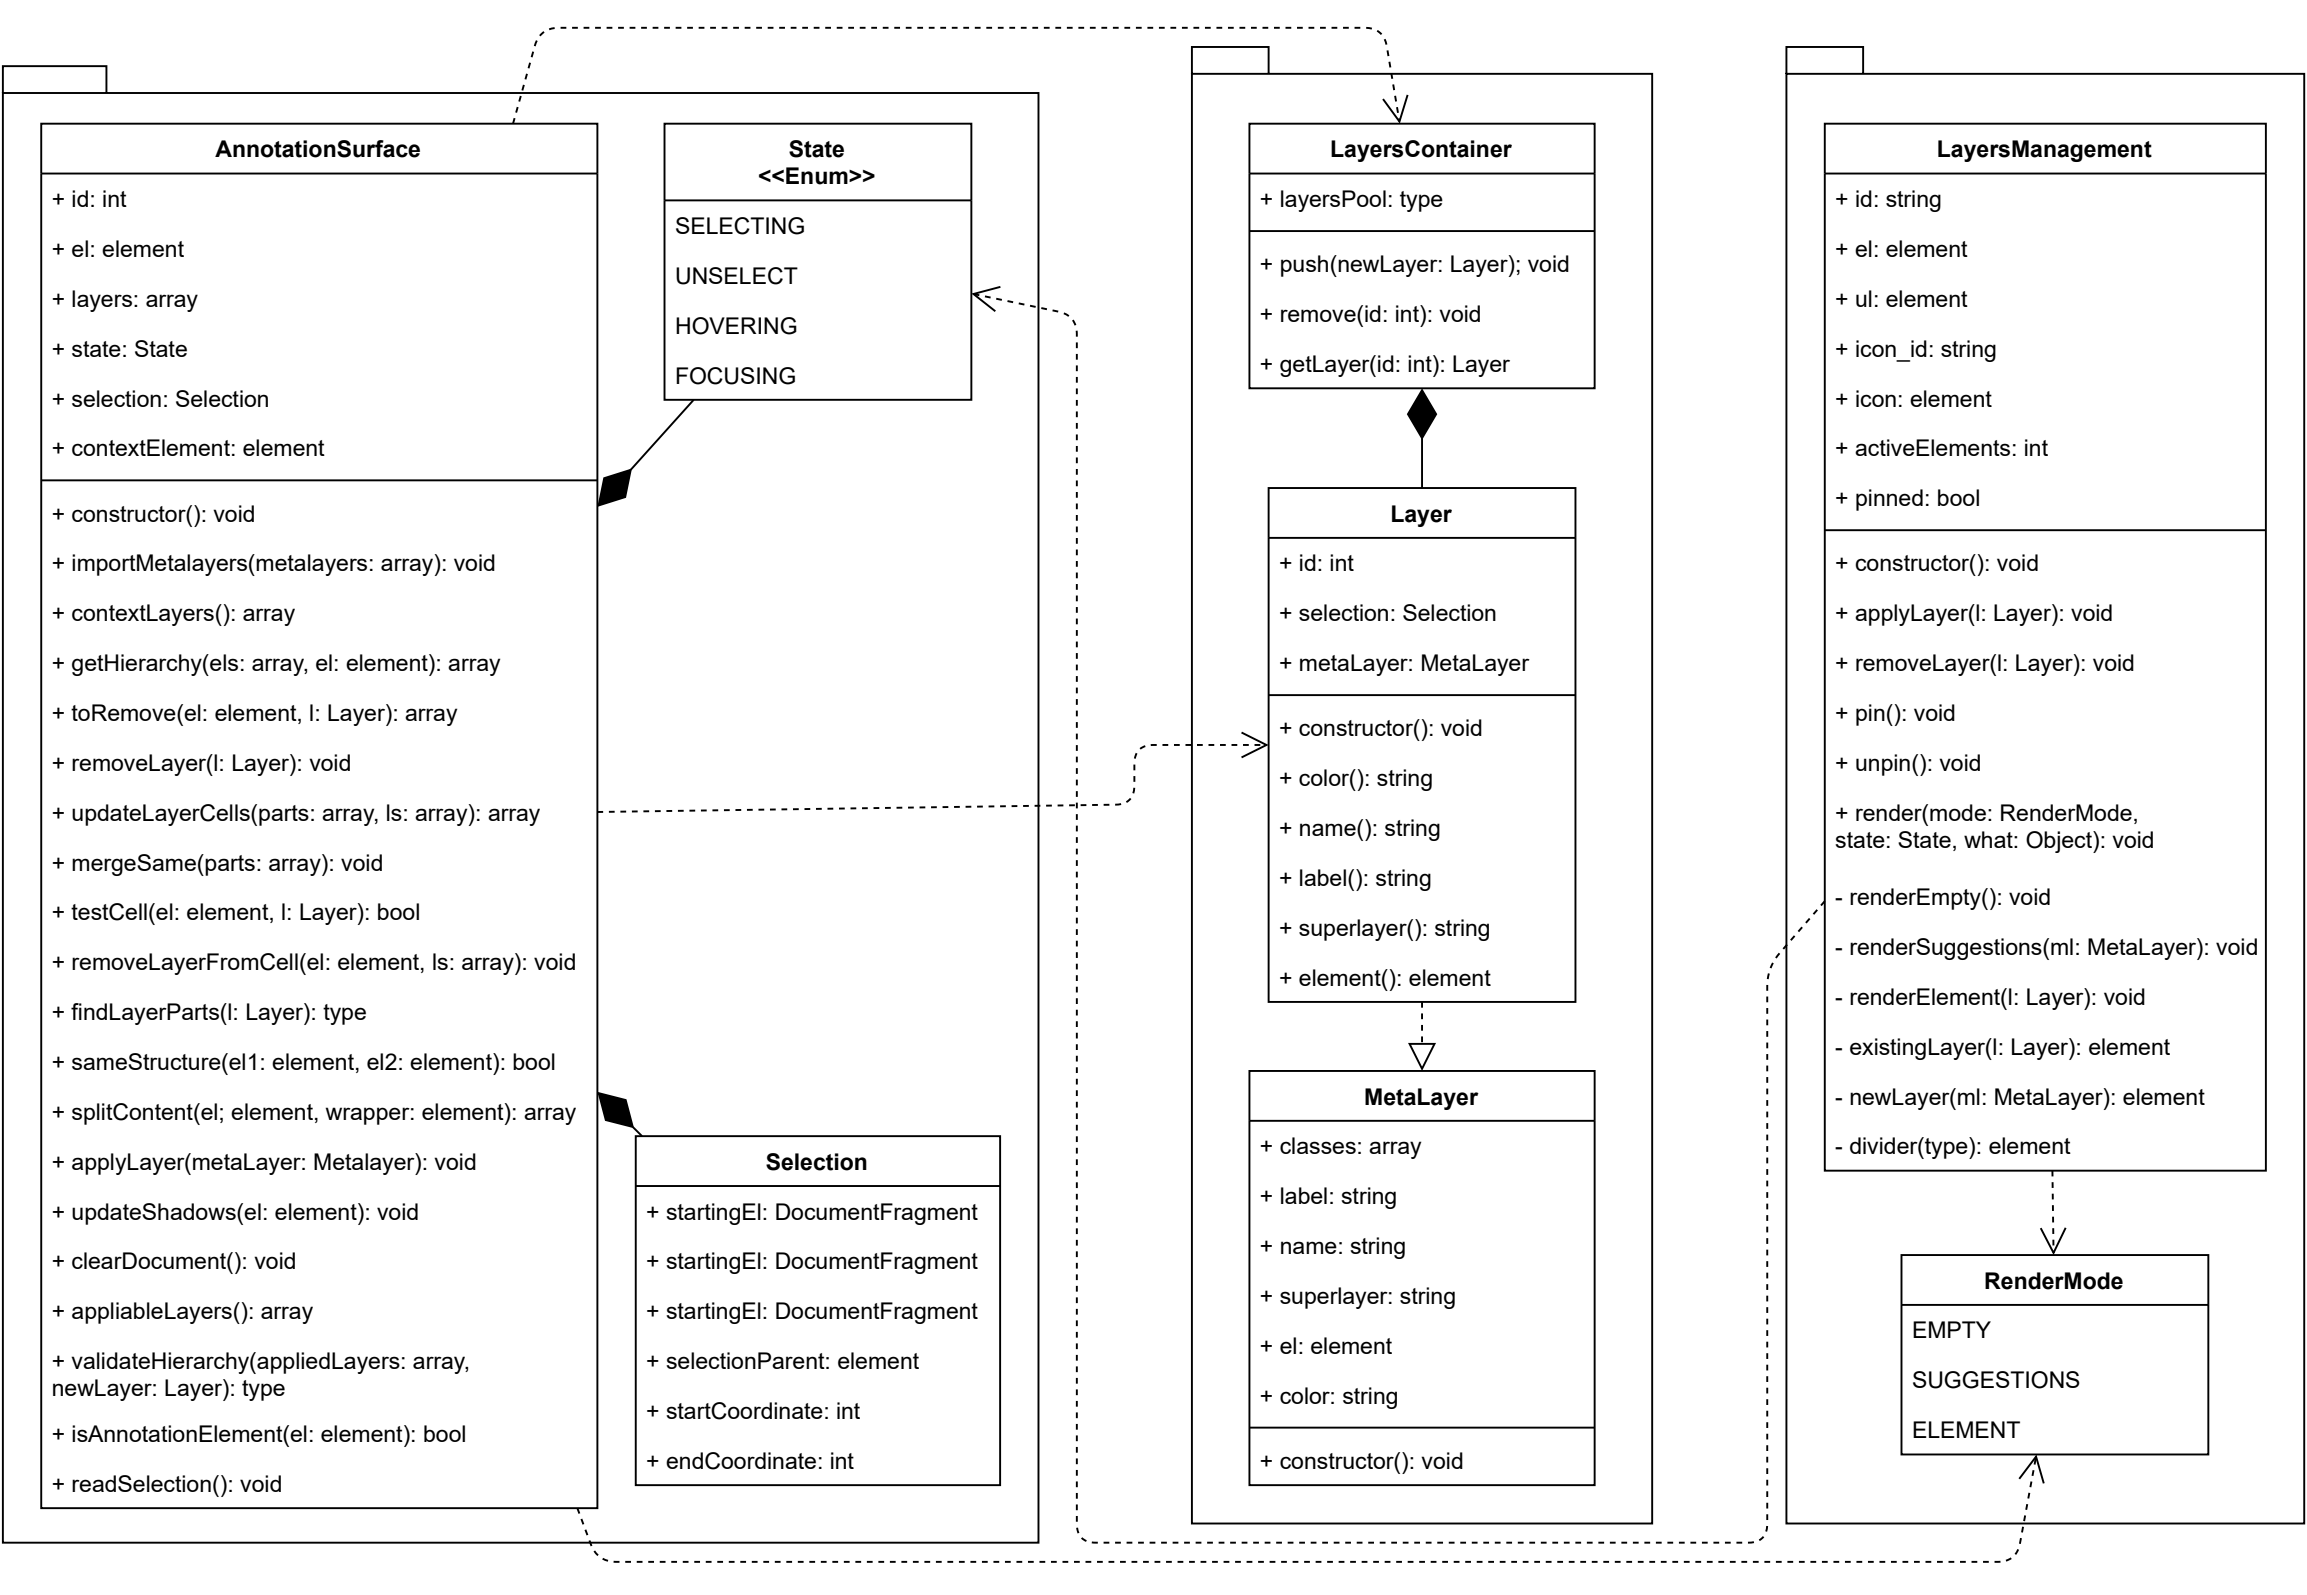 AnnotationSurface
+ id: int
+ el: element
+ layers: array
+ state: State
+ selection: Selection
+ contextElement: element
+ constructor(): void
+ importMetalayers(metalayers: array): void
+ contextLayers(): array
+ getHierarchy(els: array, el: element): array
+ toRemove(el: element, l: Layer): array
+ removeLayer(l: Layer): void
+ updateLayerCells(parts: array, ls: array): array
+ mergeSame(parts: array): void
+ testCell(el: element, l: Layer): bool
+ removeLayerFromCell(el: element, ls: array): void
+ findLayerParts(l: Layer): type
+ sameStructure(el1: element, el2: element): bool
+ splitContent(el; element, wrapper: element): array
+ applyLayer(metaLayer: Metalayer): void
+ updateShadows(el: element): void
+ clearDocument(): void
+ appliableLayers(): array
+ validateHierarchy(appliedLayers: array,
newLayer: Layer): type
+ isAnnotationElement(el: element): bool
+ readSelection(): void
State
<<Enum>>
SELECTING
UNSELECT
HOVERING
FOCUSING
Selection
+ startingEl: DocumentFragment
+ startingEl: DocumentFragment
+ startingEl: DocumentFragment
+ selectionParent: element
+ startCoordinate: int
+ endCoordinate: int
LayersContainer
+ layersPool: type
+ push(newLayer: Layer); void
+ remove(id: int): void
+ getLayer(id: int): Layer
Layer
+ id: int
+ selection: Selection
+ metaLayer: MetaLayer
+ constructor(): void
+ color(): string
+ name(): string
+ label(): string
+ superlayer(): string
+ element(): element
MetaLayer
+ classes: array
+ label: string
+ name: string
+ superlayer: string
+ el: element
+ color: string
+ constructor(): void
LayersManagement
+ id: string
+ el: element
+ ul: element
+ icon_id: string
+ icon: element
+ activeElements: int
+ pinned: bool
+ constructor(): void
+ applyLayer(l: Layer): void
+ removeLayer(l: Layer): void
+ pin(): void
+ unpin(): void
+ render(mode: RenderMode,
state: State, what: Object): void
- renderEmpty(): void
- renderSuggestions(ml: MetaLayer): void
- renderElement(l: Layer): void
- existingLayer(l: Layer): element
- newLayer(ml: MetaLayer): element
- divider(type): element
RenderMode
EMPTY
SUGGESTIONS
ELEMENT